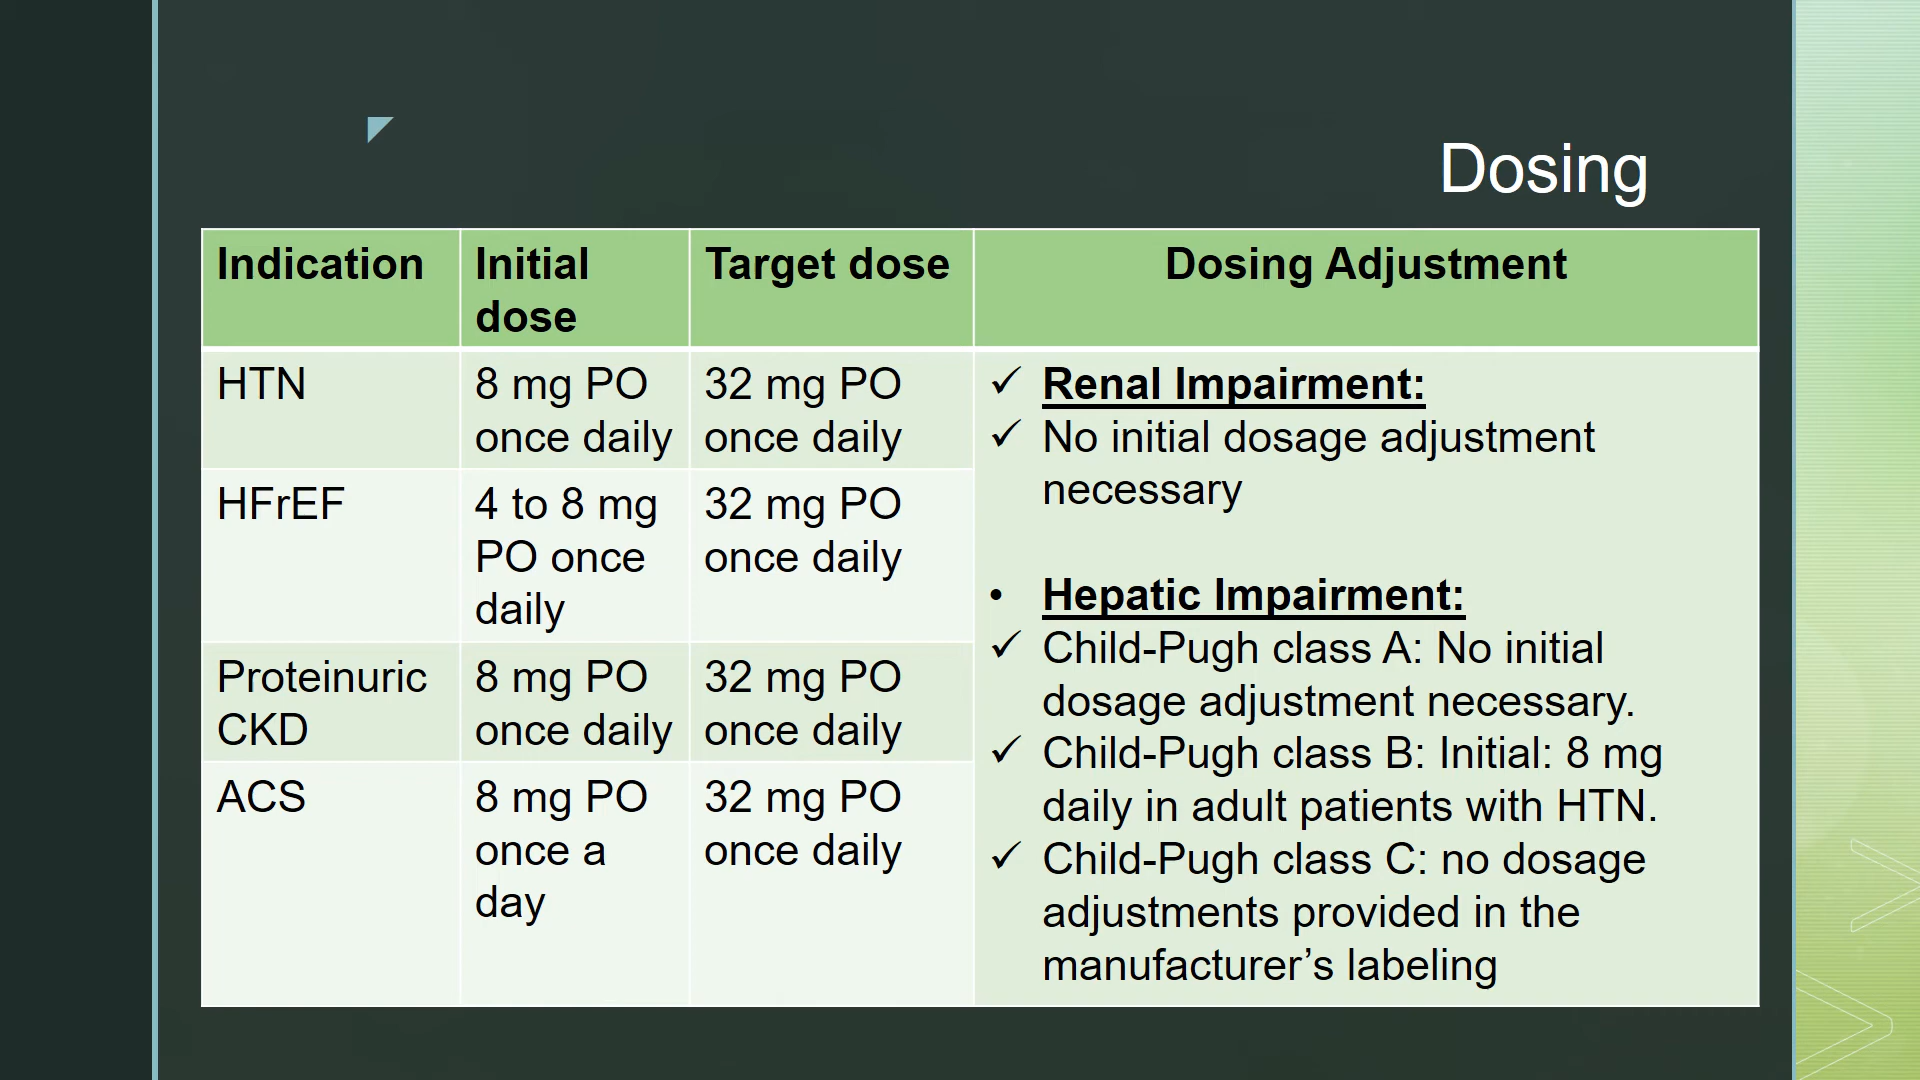 Dosing
Indication
Initial
dose
Target dose
Dosing Adjustment
HTN
8 mg PO
once daily
32 mg PO
once daily
HFrEF
4 to 8 mg
PO once
daily
32 mg PO
once daily
Proteinuric
CKD
8 mg PO
once daily
32 mg PO
once daily
ACS
8 mg PO
once a
day
32 mg PO
once daily
✓ Renal Impairment:
✓ No initial dosage adjustment
necessary
• Hepatic Impairment:
✓ Child-Pugh class A: No initial
dosage adjustment necessary.
✓ Child-Pugh class B: Initial: 8 mg
daily in adult patients with HTN.
✓ Child-Pugh class C: no dosage
adjustments provided in the
manufacturer’s labeling